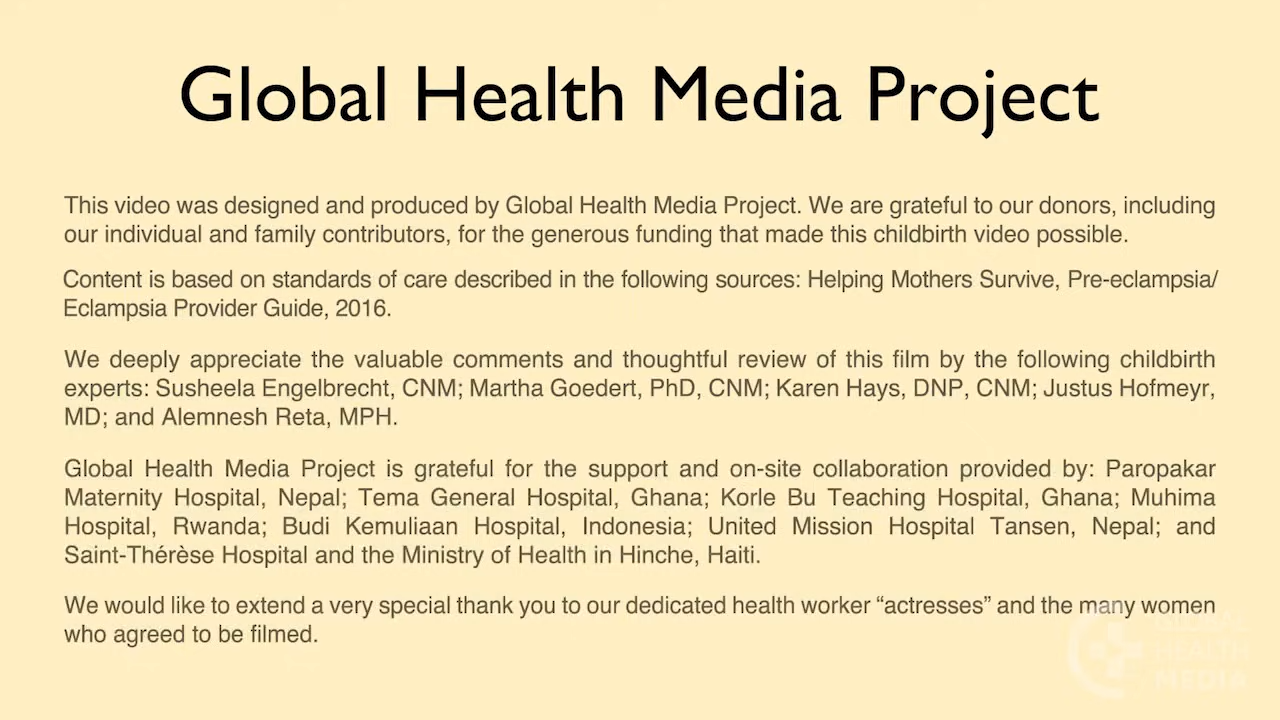 Global Health Media Project
This video was designed and produced by Global Health Media Project. We are grateful to our donors, including
our individual and family contributors, for the generous funding that made this childbirth video possible.
Content is based on standards of care described in the following sources: Helping Mothers Survive, Pre-eclampsia/
Eclampsia Provider Guide, 2016.
We deeply appreciate the valuable comments and thoughtful review of this film by the following childbirth
experts: Susheela Engelbrecht, CNM; Martha Goedert, PhD, CNM; Karen Hays, DNP, CNM; Justus Hofmeyr,
MD; and Alemnesh Reta, MPH.
Global Health Media Project is grateful for the support and on-site collaboration provided by: Paropakar
Maternity Hospital, Nepal; Tema General Hospital, Ghana; Korle Bu Teaching Hospital, Ghana; Muhima
Hospital, Rwanda; Budi Kemuliaan Hospital, Indonesia; United Mission Hospital Tansen, Nepal; and
Saint-Thérèse Hospital and the Ministry of Health in Hinche, Haiti.
We would like to extend a very special thank you to our dedicated health worker “actresses” and the many women
who agreed to be filmed.
GLOBAL
HEALTH
MEDIA